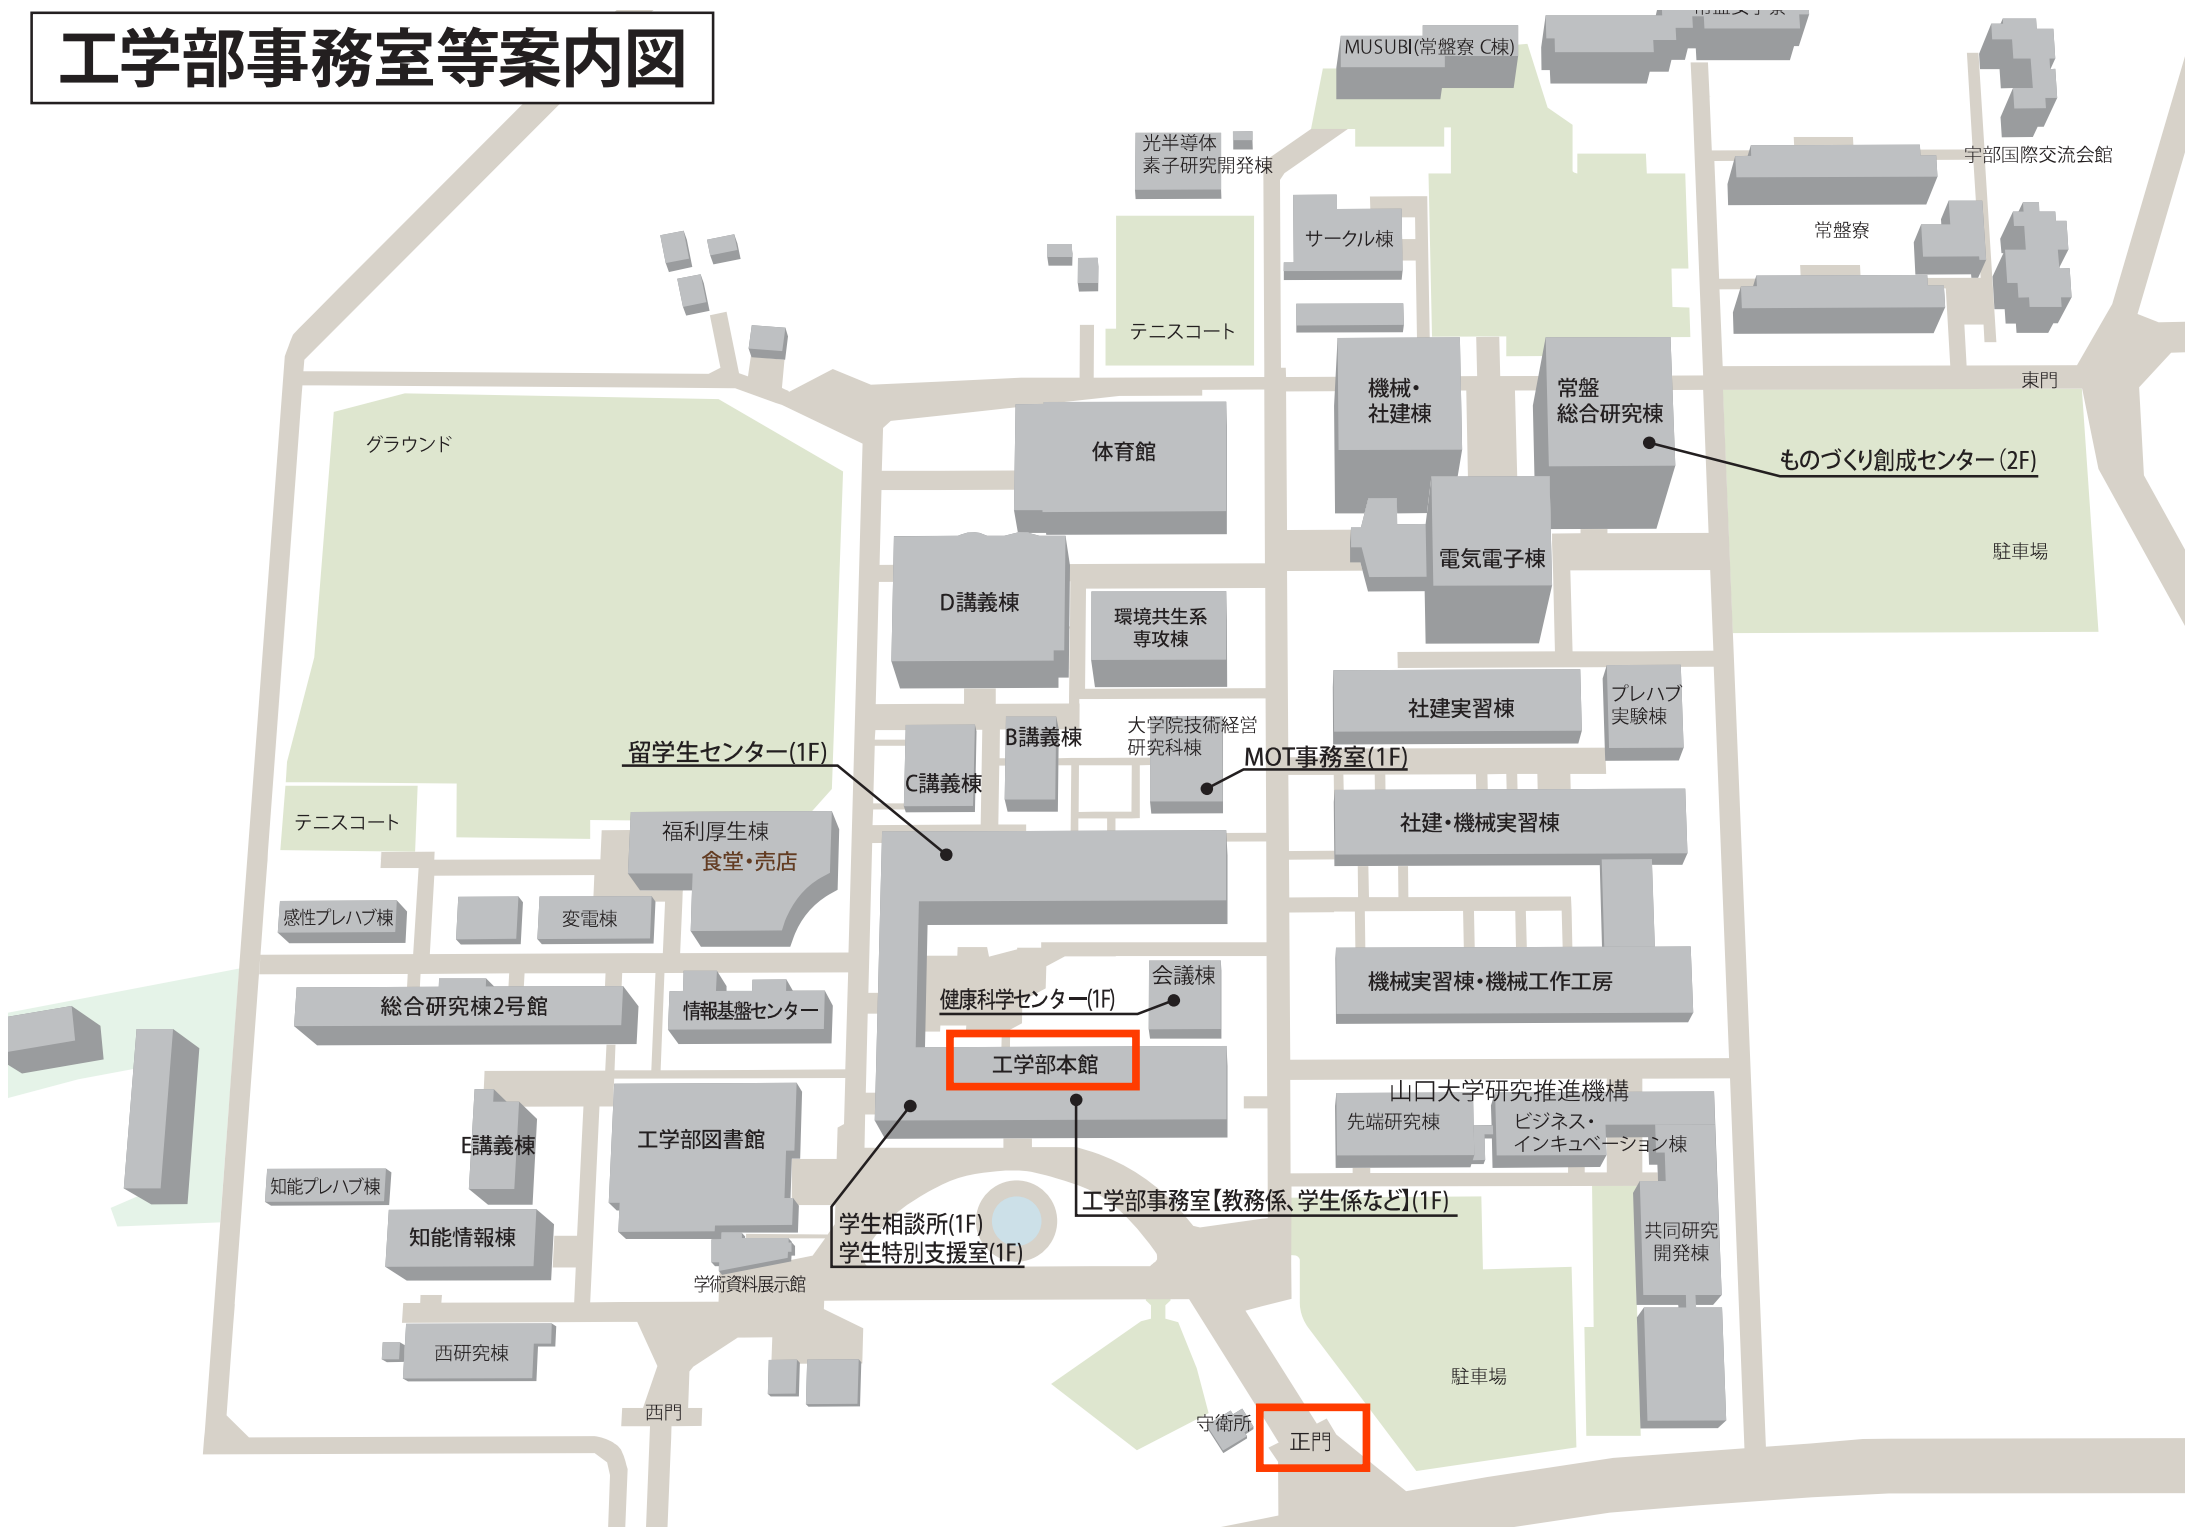 工学部事務室等案内図
MUSUBI(常盤寮 C棟)
光半導体
素子研究開発棟
宇部国際交流会館
サークル棟
常盤寮
テニスコート
東門
機械・
社建棟
常盤
総合研究棟
グラウンド
体育館
ものづくり創成センター(2F)
駐車場
電気電子棟
D講義棟
環境共生系
専攻棟
社建実習棟
プレハブ
実験棟
大学院技術経営
研究科棟
B講義棟
留学生センター(1F)
MOT事務室(1F)
C講義棟
テニスコート
福利厚生棟
食堂・売店
社建・機械実習棟
感性プレハブ棟
変電棟
会議棟
機械実習棟・機械工作工房
健康科学センター(1F)
総合研究棟2号館
情報基盤センター
工学部本館
山口大学研究推進機構
先端研究棟
ビジネス・
インキュベーション棟
E講義棟
工学部図書館
知能プレハブ棟
工学部事務室【教務係、学生係など】(1F)
学生相談所(1F)
学生特別支援室(1F)
知能情報棟
共同研究
開発棟
学術資料展示館
西研究棟
駐車場
西門
守衛所
正門